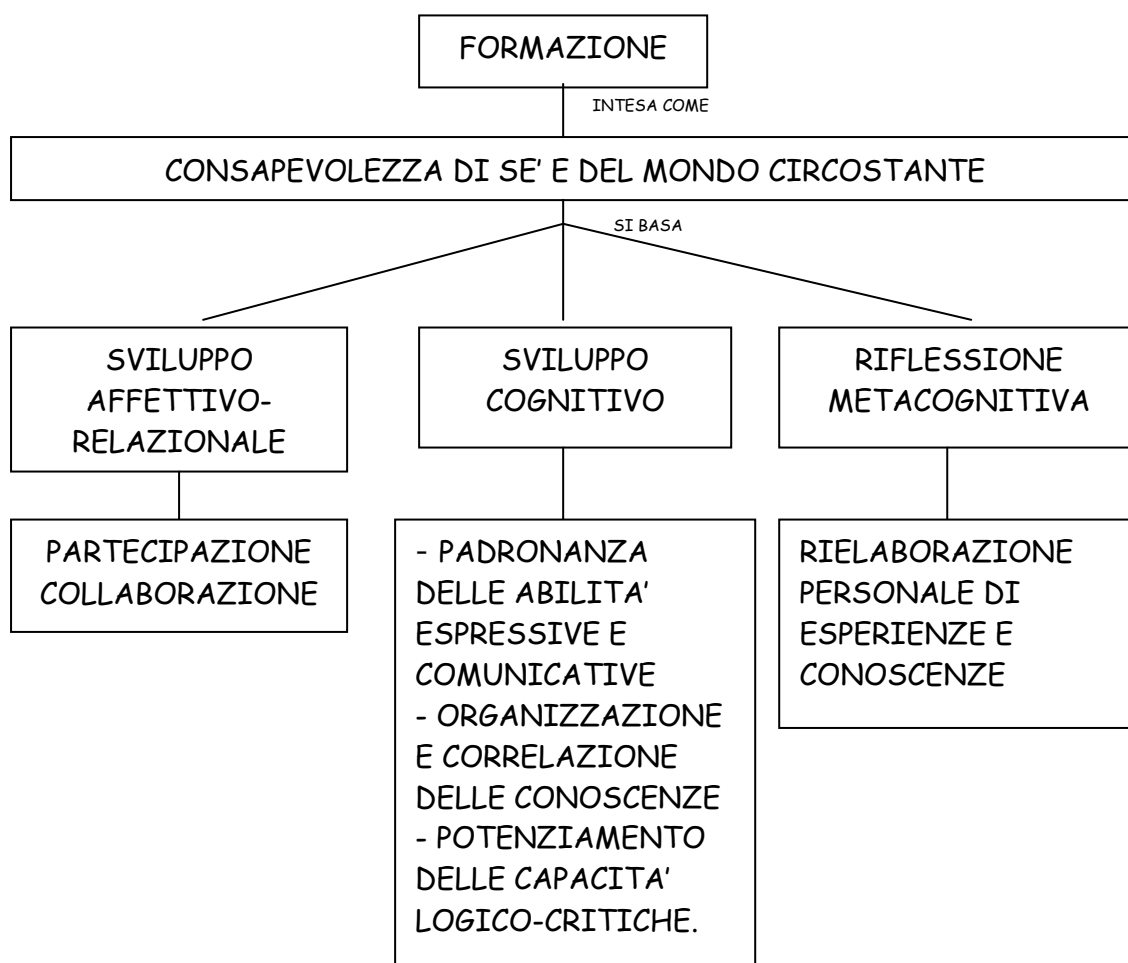 FORMAZIONE
INTESA COME
CONSAPEVOLEZZA DI SE' E DEL MONDO CIRCOSTANTE
SI BASA
SVILUPPO
AFFETTIVO-
RELAZIONALE
SVILUPPO
COGNITIVO
RIFLESSIONE
METACOGNITIVA
PARTECIPAZIONE
COLLABORAZIONE
- PADRONANZA
DELLE ABILITA'
ESPRESSIVE E
COMUNICATIVE
- ORGANIZZAZIONE
E CORRELAZIONE
DELLE CONOSCENZE
- POTENZIAMENTO
DELLE CAPACITA'
LOGICO-CRITICHE.
RIELABORAZIONE
PERSONALE DI
ESPERIENZE E
CONOSCENZE